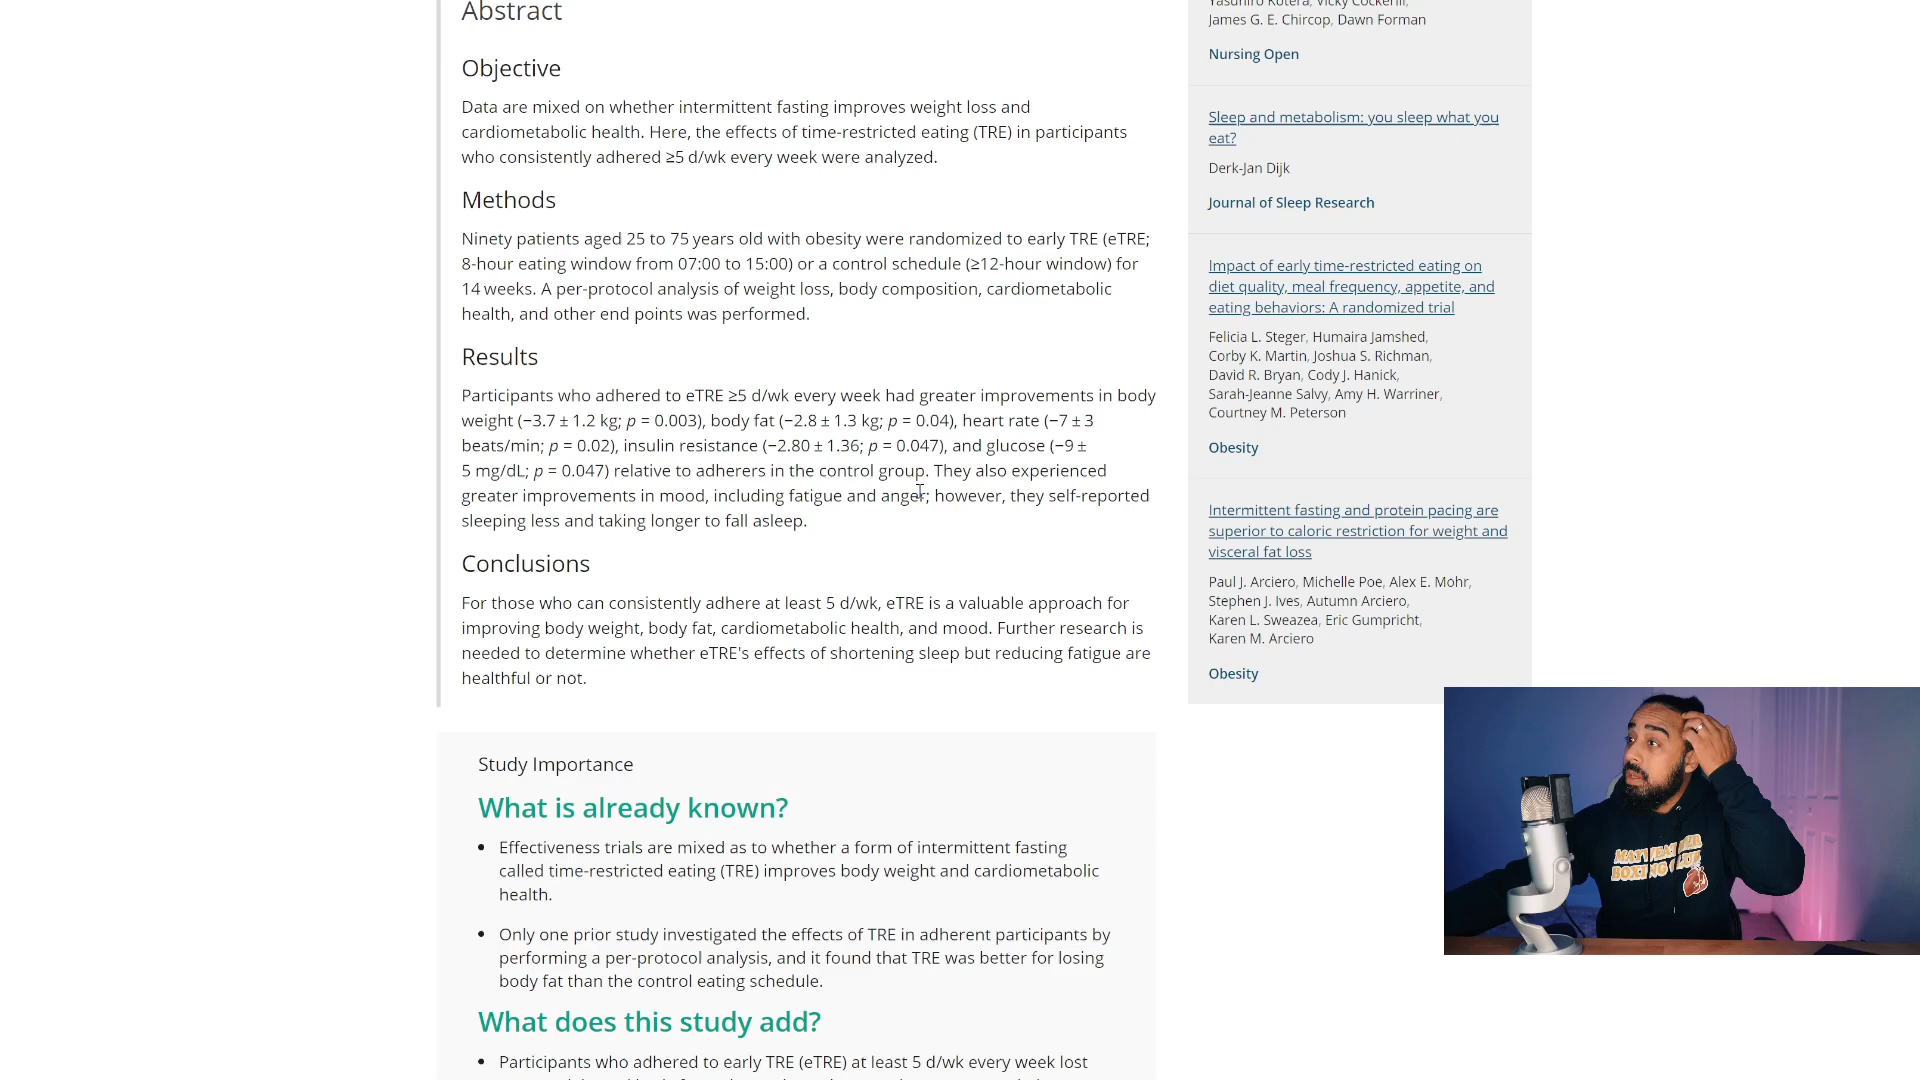 Abstract
Objective
Data are mixed on whether intermittent fasting improves weight loss and
cardiometabolic health. Here, the effects of time-restricted eating (TRE) in participants
who consistently adhered ≥5 d/wk every week were analyzed.
Methods
Ninety patients aged 25 to 75 years old with obesity were randomized to early TRE (eTRE;
8-hour eating window from 07:00 to 15:00) or a control schedule (≥12-hour window) for
14 weeks. A per-protocol analysis of weight loss, body composition, cardiometabolic
health, and other end points was performed.
Results
Participants who adhered to eTRE ≥5 d/wk every week had greater improvements in body
weight (−3.7 ± 1.2 kg; p = 0.003), body fat (−2.8 ± 1.3 kg; p = 0.04), heart rate (−7 ± 3
beats/min; p = 0.02), insulin resistance (−2.80 ± 1.36; p = 0.047), and glucose (−9 ±
5 mg/dL; p = 0.047) relative to adherers in the control group. They also experienced
greater improvements in mood, including fatigue and anger; however, they self-reported
sleeping less and taking longer to fall asleep.
Conclusions
For those who can consistently adhere at least 5 d/wk, eTRE is a valuable approach for
improving body weight, body fat, cardiometabolic health, and mood. Further research is
needed to determine whether eTRE's effects of shortening sleep but reducing fatigue are
healthful or not.
Study Importance
What is already known?
• Effectiveness trials are mixed as to whether a form of intermittent fasting
called time-restricted eating (TRE) improves body weight and cardiometabolic
health.
• Only one prior study investigated the effects of TRE in adherent participants by
performing a per-protocol analysis, and it found that TRE was better for losing
body fat than the control eating schedule.
What does this study add?
• Participants who adhered to early TRE (eTRE) at least 5 d/wk every week lost
Yasuhiro Kotera, Vicky Cockerill,
James G. E. Chircop, Dawn Forman
Nursing Open
Sleep and metabolism: you sleep what you
eat?
Derk-Jan Dijk
Journal of Sleep Research
Impact of early time-restricted eating on
diet quality, meal frequency, appetite, and
eating behaviors: A randomized trial
Felicia L. Steger, Humaira Jamshed,
Corby K. Martin, Joshua S. Richman,
David R. Bryan, Cody J. Hanick,
Sarah-Jeanne Salvy, Amy H. Warriner,
Courtney M. Peterson
Obesity
Intermittent fasting and protein pacing are
superior to caloric restriction for weight and
visceral fat loss
Paul J. Arciero, Michelle Poe, Alex E. Mohr,
Stephen J. Ives, Autumn Arciero,
Karen L. Sweazea, Eric Gumpricht,
Karen M. Arciero
Obesity
MAYWEATHER
BOXING CLUB